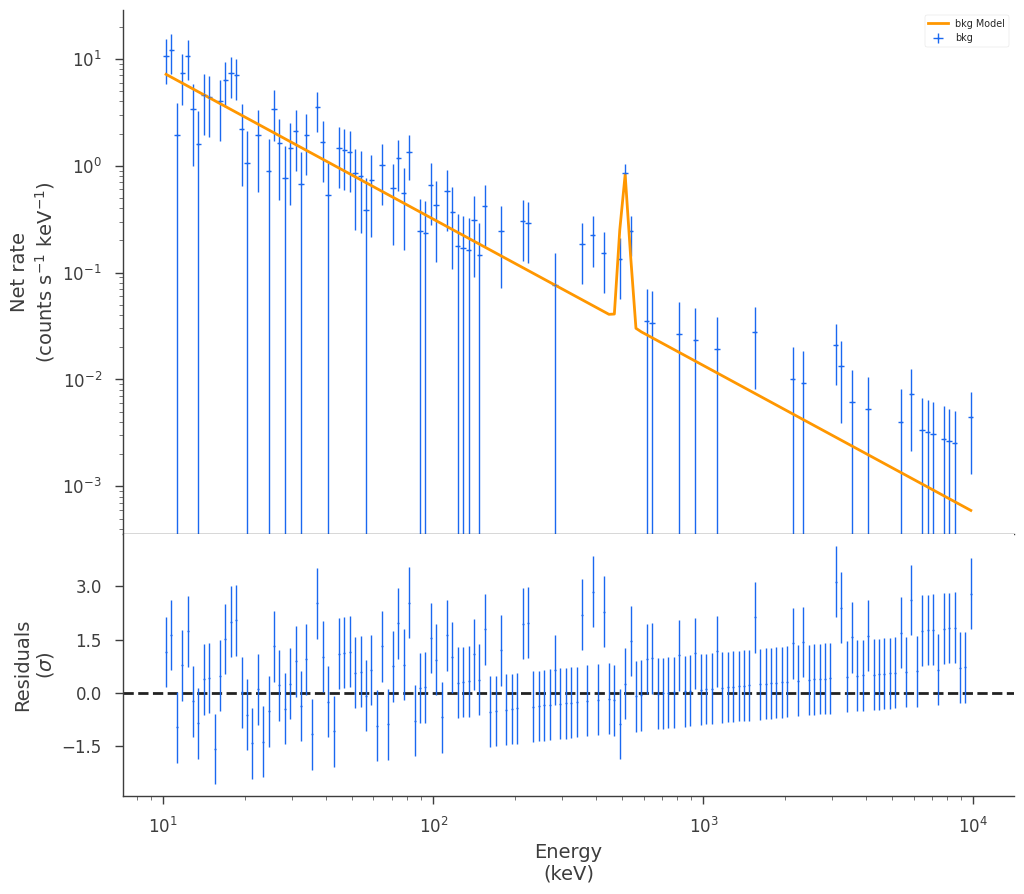 bkg Model
bkg
10¹
10⁰
10⁻¹
10⁻²
10⁻³
Net rate
(counts s⁻¹ keV⁻¹)
3.0
1.5
0.0
−1.5
Residuals
(σ)
10¹ 10² 10³ 10⁴
Energy
(keV)